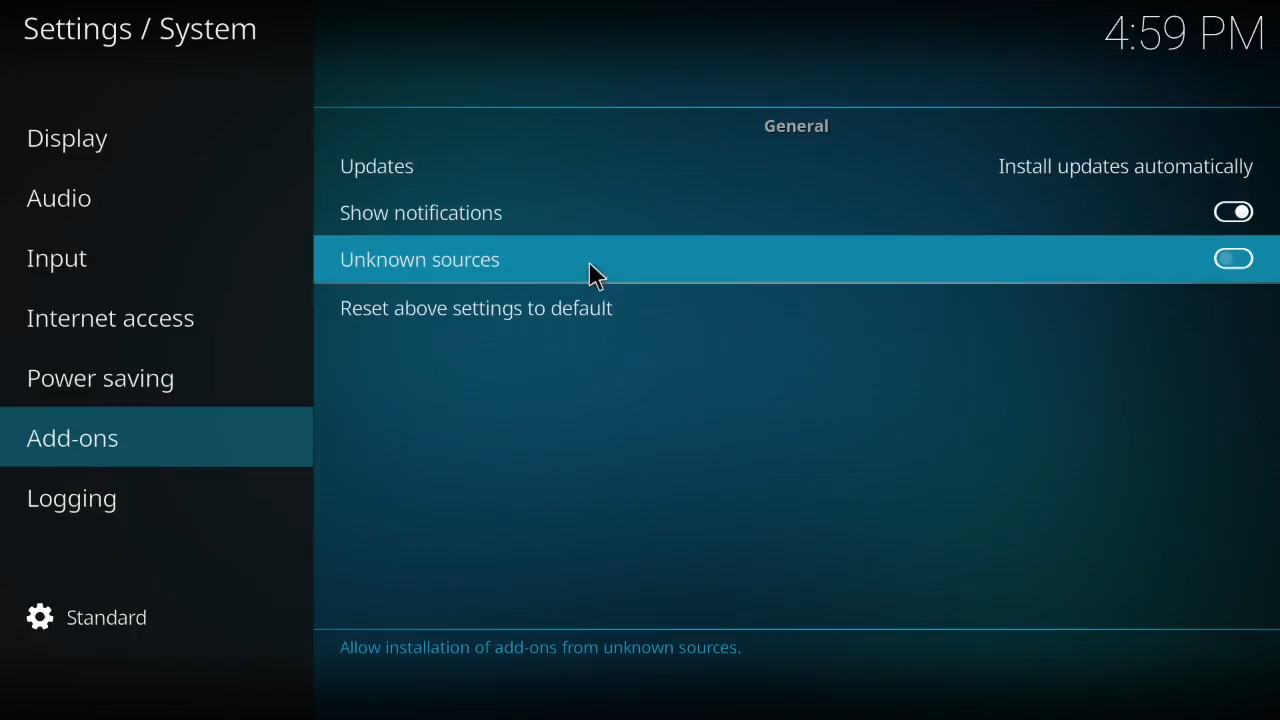 Settings / System
4:59 PM
Display
Audio
Input
Internet access
Power saving
Add-ons
Logging
Standard
General
Updates Install updates automatically
Show notifications
Unknown sources
Reset above settings to default
Allow installation of add-ons from unknown sources.